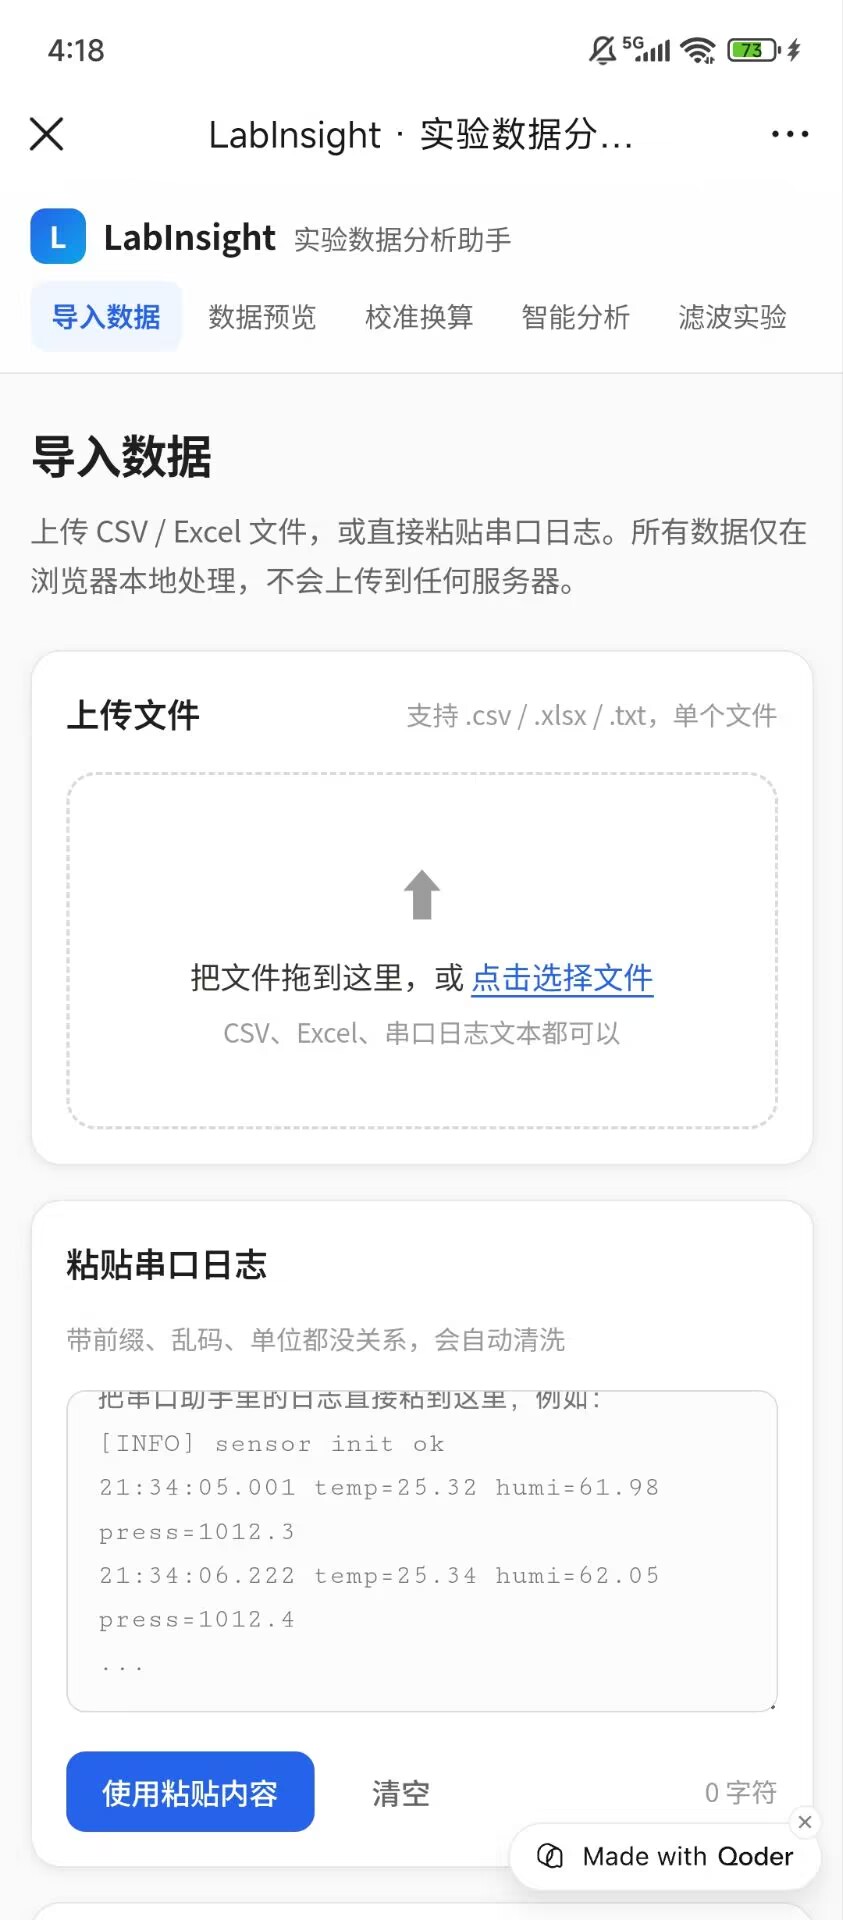 4:18
5G
73
LabInsight · 实验数据分...
L
LabInsight 实验数据分析助手
导入数据 数据预览 校准换算 智能分析 滤波实验
导入数据
上传 CSV / Excel 文件，或直接粘贴串口日志。所有数据仅在
浏览器本地处理，不会上传到任何服务器。
上传文件 支持 .csv / .xlsx / .txt，单个文件
把文件拖到这里，或 点击选择文件
CSV、Excel、串口日志文本都可以
粘贴串口日志
带前缀、乱码、单位都没关系，会自动清洗
把串口助手里的日志直接粘到这里，例如：
[INFO] sensor init ok
21:34:05.001 temp=25.32 humi=61.98
press=1012.3
21:34:06.222 temp=25.34 humi=62.05
press=1012.4
...
使用粘贴内容 清空 0 字符
Made with Qoder